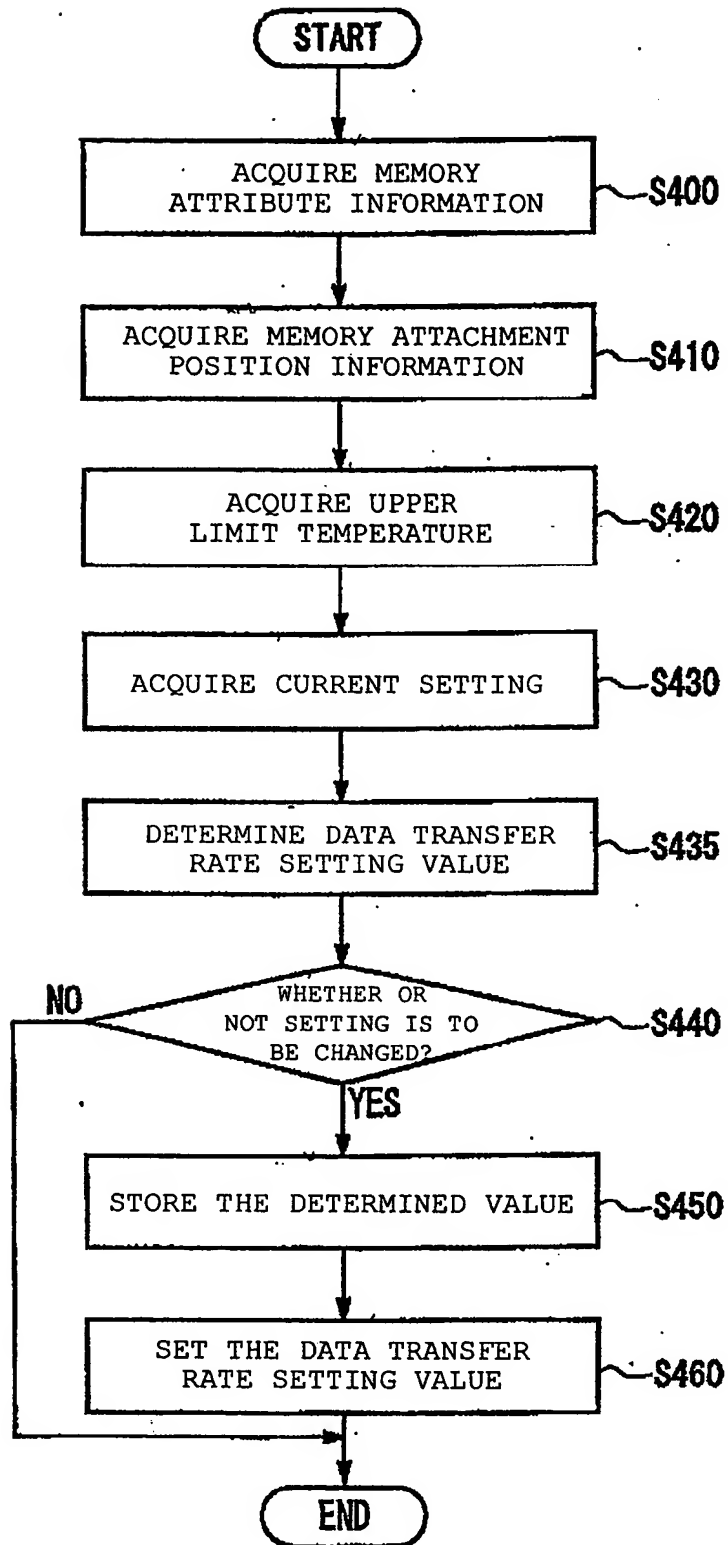 START
ACQUIRE MEMORY
ATTRIBUTE INFORMATION
S400
ACQUIRE MEMORY ATTACHMENT
POSITION INFORMATION
S410
ACQUIRE UPPER
LIMIT TEMPERATURE
S420
ACQUIRE CURRENT SETTING
S430
DETERMINE DATA TRANSFER
RATE SETTING VALUE
S435
NO
WHETHER OR
NOT SETTING IS TO
BE CHANGED?
S440
YES
STORE THE DETERMINED VALUE
S450
SET THE DATA TRANSFER
RATE SETTING VALUE
S460
END